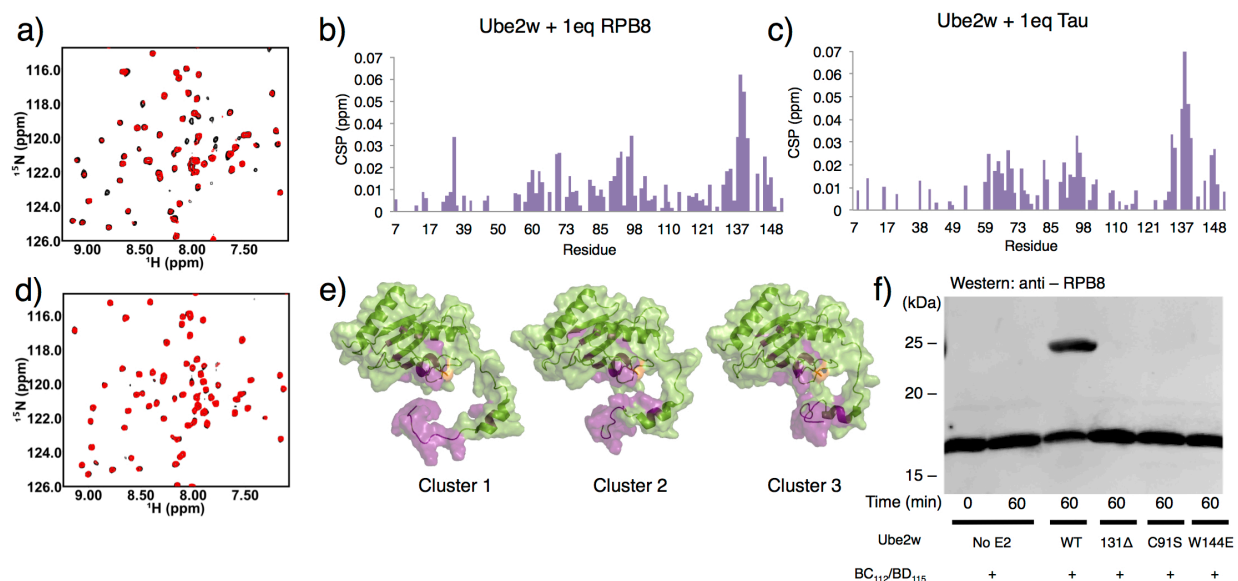 a)
116.0
118.0
120.0
122.0
124.0
126.0
¹⁵N (ppm)
9.00 8.50 8.00 7.50
¹H (ppm)
b)
Ube2w + 1eq RPB8
0.07
0.06
0.05
0.04
0.03
0.02
0.01
0
CSP (ppm)
7 17 39 50 61 73 85 98 109 121 137 148
Residue
c)
Ube2w + 1eq Tau
0.07
0.06
0.05
0.04
0.03
0.02
0.01
0
CSP (ppm)
7 17 38 49 59 73 85 98 110 121 137 148
Residue
d)
116.0
118.0
120.0
122.0
124.0
126.0
¹⁵N (ppm)
9.00 8.50 8.00 7.50
¹H (ppm)
e)
Cluster 1 Cluster 2 Cluster 3
f)
Western: anti – RPB8
(kDa)
25 –
20 –
15 –
Time (min) 0 60 60 60 60 60
Ube2w No E2 WT 131Δ C91S W144E
BC₁₁₂/BD₁₁₅ + + + + +